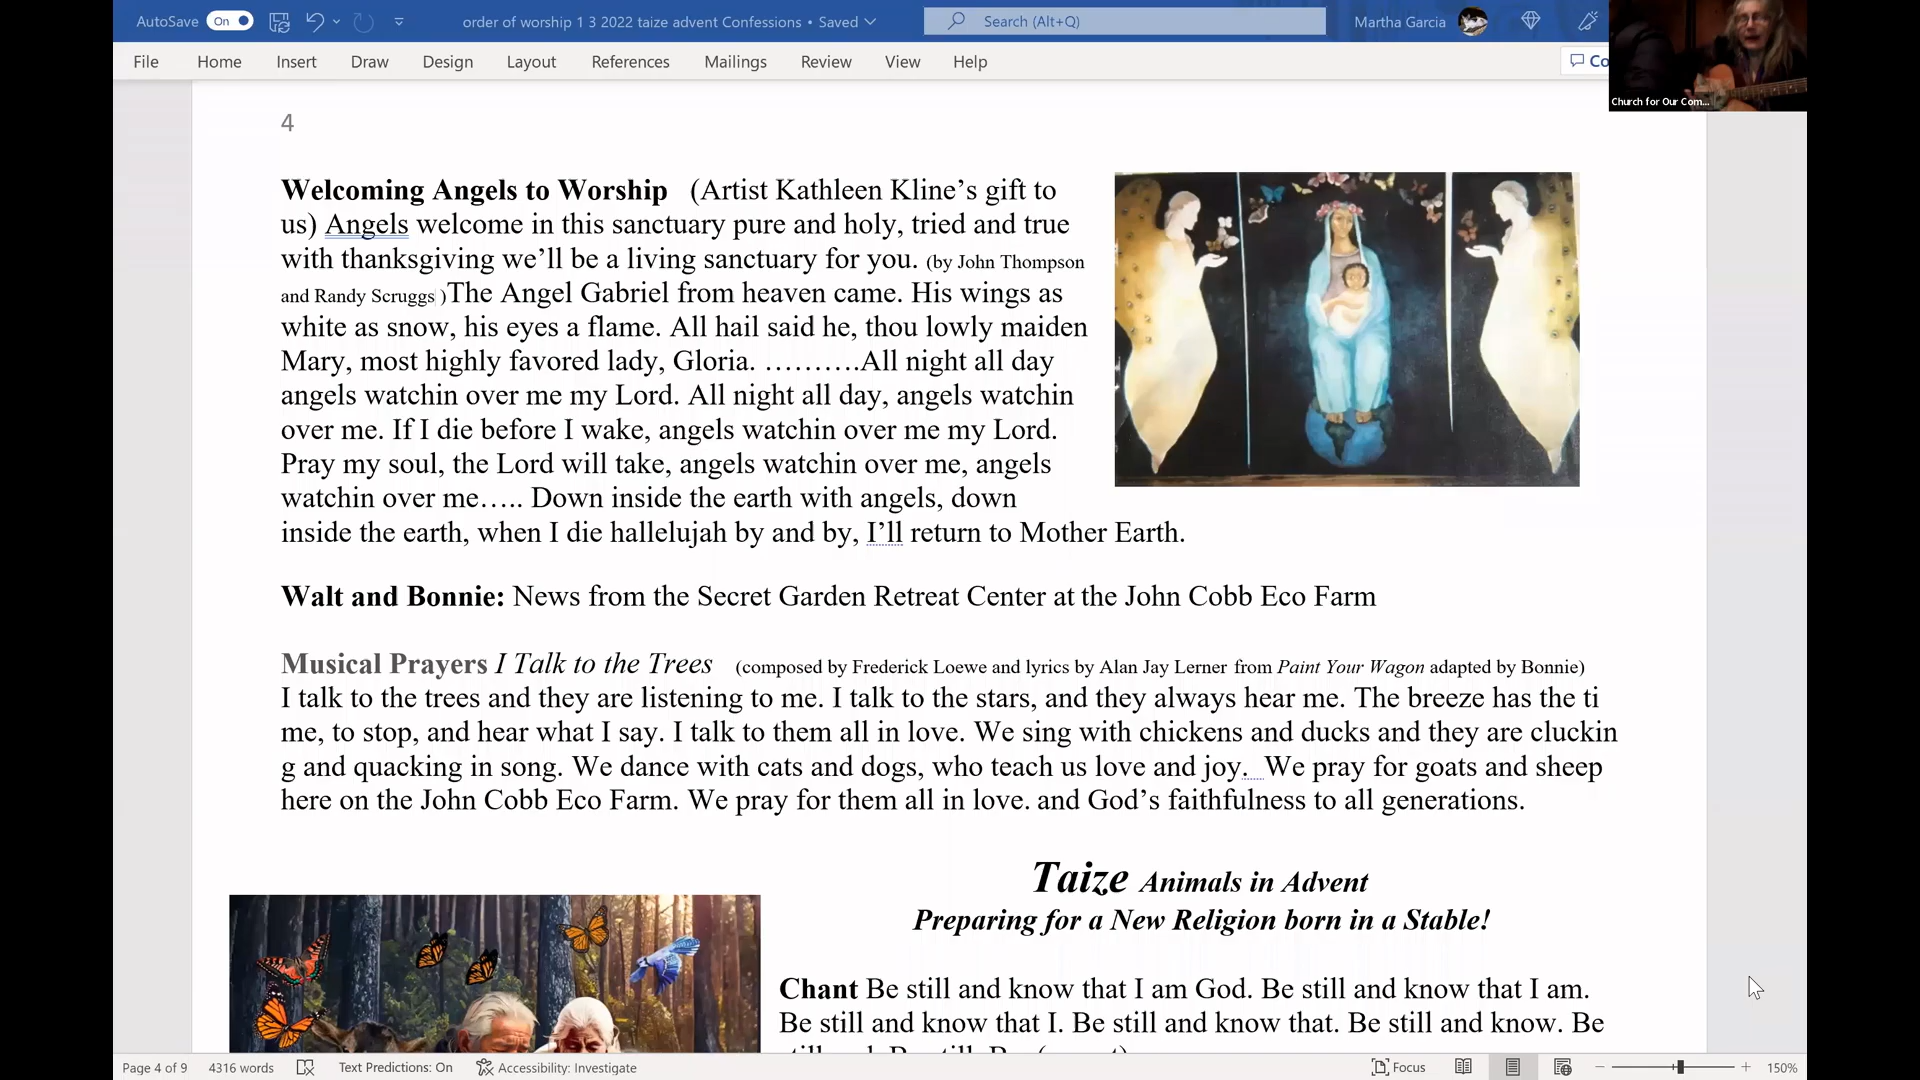 AutoSave On order of worship 1 3 2022 taize advent Confessions • Saved Search (Alt+Q) Martha Garcia
File Home Insert Draw Design Layout References Mailings Review View Help Co
Church for Our Com...
4
Welcoming Angels to Worship (Artist Kathleen Kline’s gift to
us) Angels welcome in this sanctuary pure and holy, tried and true
with thanksgiving we’ll be a living sanctuary for you. (by John Thompson
and Randy Scruggs )The Angel Gabriel from heaven came. His wings as
white as snow, his eyes a flame. All hail said he, thou lowly maiden
Mary, most highly favored lady, Gloria. ……….All night all day
angels watchin over me my Lord. All night all day, angels watchin
over me. If I die before I wake, angels watchin over me my Lord.
Pray my soul, the Lord will take, angels watchin over me, angels
watchin over me….. Down inside the earth with angels, down
inside the earth, when I die hallelujah by and by, I’ll return to Mother Earth.
Walt and Bonnie: News from the Secret Garden Retreat Center at the John Cobb Eco Farm
Musical Prayers I Talk to the Trees (composed by Frederick Loewe and lyrics by Alan Jay Lerner from Paint Your Wagon adapted by Bonnie)
I talk to the trees and they are listening to me. I talk to the stars, and they always hear me. The breeze has the ti
me, to stop, and hear what I say. I talk to them all in love. We sing with chickens and ducks and they are cluckin
g and quacking in song. We dance with cats and dogs, who teach us love and joy. We pray for goats and sheep
here on the John Cobb Eco Farm. We pray for them all in love. and God’s faithfulness to all generations.
Taize Animals in Advent
Preparing for a New Religion born in a Stable!
Chant Be still and know that I am God. Be still and know that I am.
Be still and know that I. Be still and know that. Be still and know. Be
Page 4 of 9 4316 words Text Predictions: On Accessibility: Investigate Focus 150%